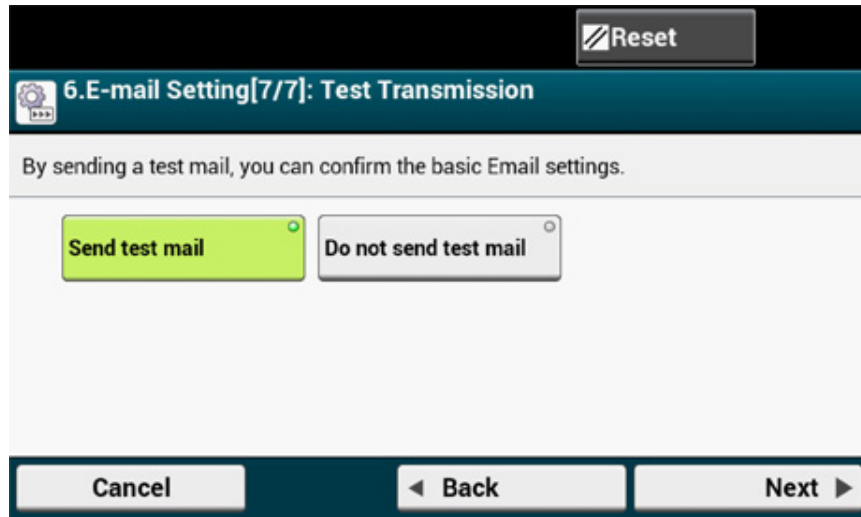 Reset
6.E-mail Setting[7/7]: Test Transmission
By sending a test mail, you can confirm the basic Email settings.
Send test mail
Do not send test mail
Cancel
Back
Next